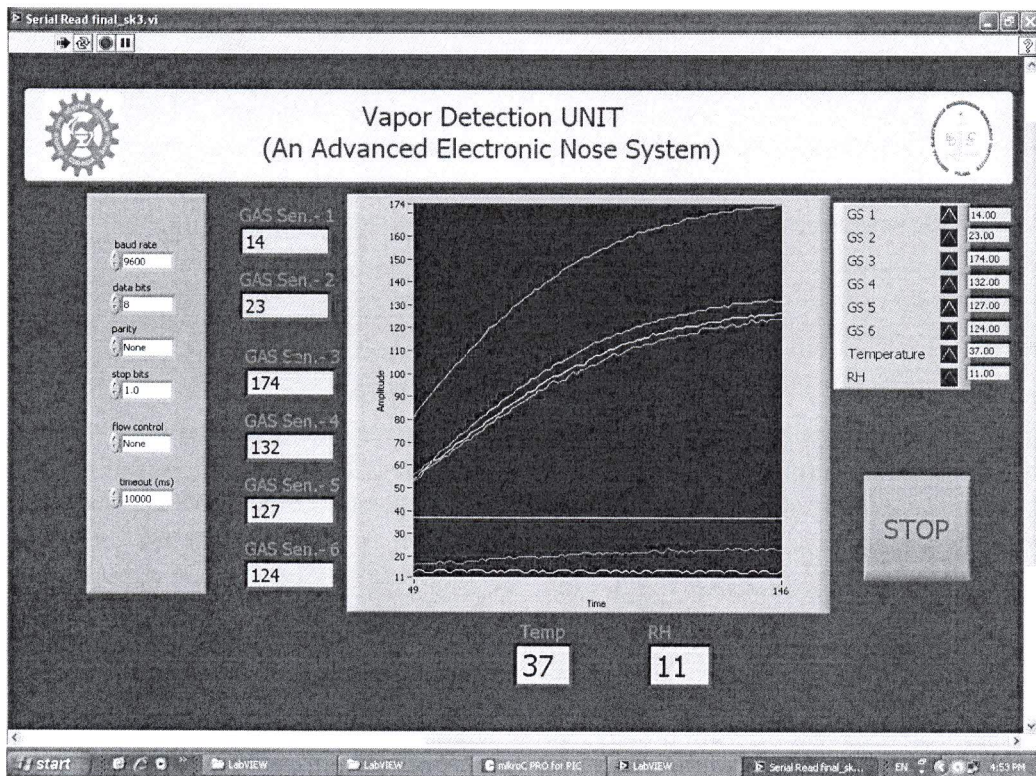 Serial Read final_sk3.vi
Vapor Detection UNIT
(An Advanced Electronic Nose System)
baud rate
9600
data bits
8
parity
None
stop bits
1.0
flow control
None
timeout (ms)
10000
GAS Sen.- 1
14
GAS Sen.- 2
23
GAS Sen.- 3
174
GAS Sen.- 4
132
GAS Sen.- 5
127
GAS Sen.- 6
124
Amplitude
174
160
150
140
130
120
110
100
90
80
70
60
50
40
30
20
11
49
146
Time
GS 1 14.00
GS 2 23.00
GS 3 174.00
GS 4 132.00
GS 5 127.00
GS 6 124.00
Temperature 37.00
RH 11.00
STOP
Temp
37
RH
11
start
LabVIEW
LabVIEW
mikroC PRO for PIC
LabVIEW
Serial Read final_sk...
EN
4:53 PM